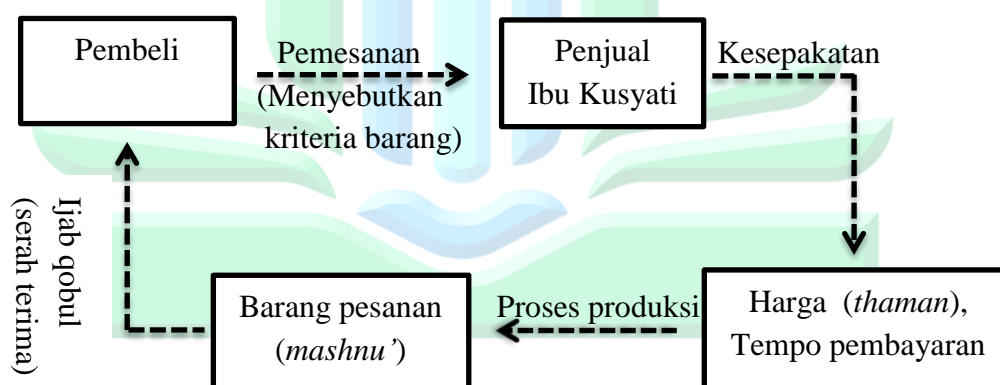 Pembeli
Pemesanan
(Menyebutkan
kriteria barang)
Penjual
Ibu Kusyati
Kesepakatan
Harga (thaman),
Tempo pembayaran
Proses produksi
Barang pesanan
(mashnu’)
Ijab qobul
(serah terima)